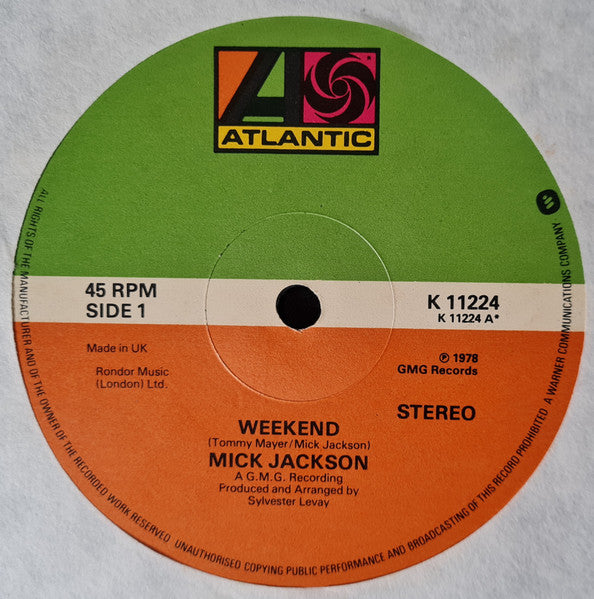 ATLANTIC
45 RPM
SIDE 1
K 11224
K 11224 A*
Made in UK
Rondor Music
(London) Ltd.
℗ 1978
GMG Records
STEREO
WEEKEND
(Tommy Mayer/Mick Jackson)
MICK JACKSON
A G.M.G. Recording
Produced and Arranged by
Sylvester Levay
ALL RIGHTS OF THE MANUFACTURER AND OF THE OWNER OF THE RECORDED WORK RESERVED UNAUTHORISED COPYING PUBLIC PERFORMANCE AND BROADCASTING OF THIS RECORD PROHIBITED A WARNER COMMUNICATIONS COMPANY